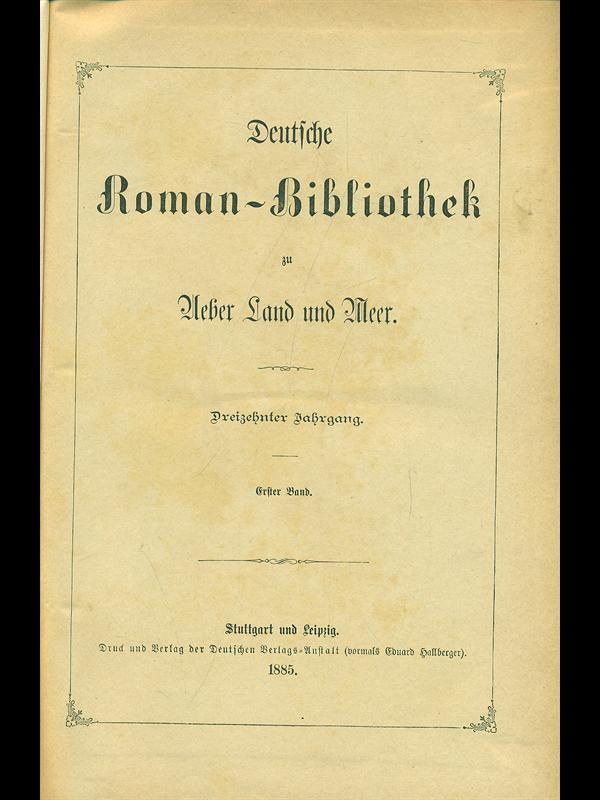 Deutſche
Roman-Bibliothek
zu
Ueber Land und Meer.
Dreizehnter Jahrgang.
Erſter Band.
Stuttgart und Leipzig.
Druck und Verlag der Deutſchen Verlags-Anſtalt (vormals Eduard Hallberger).
1885.